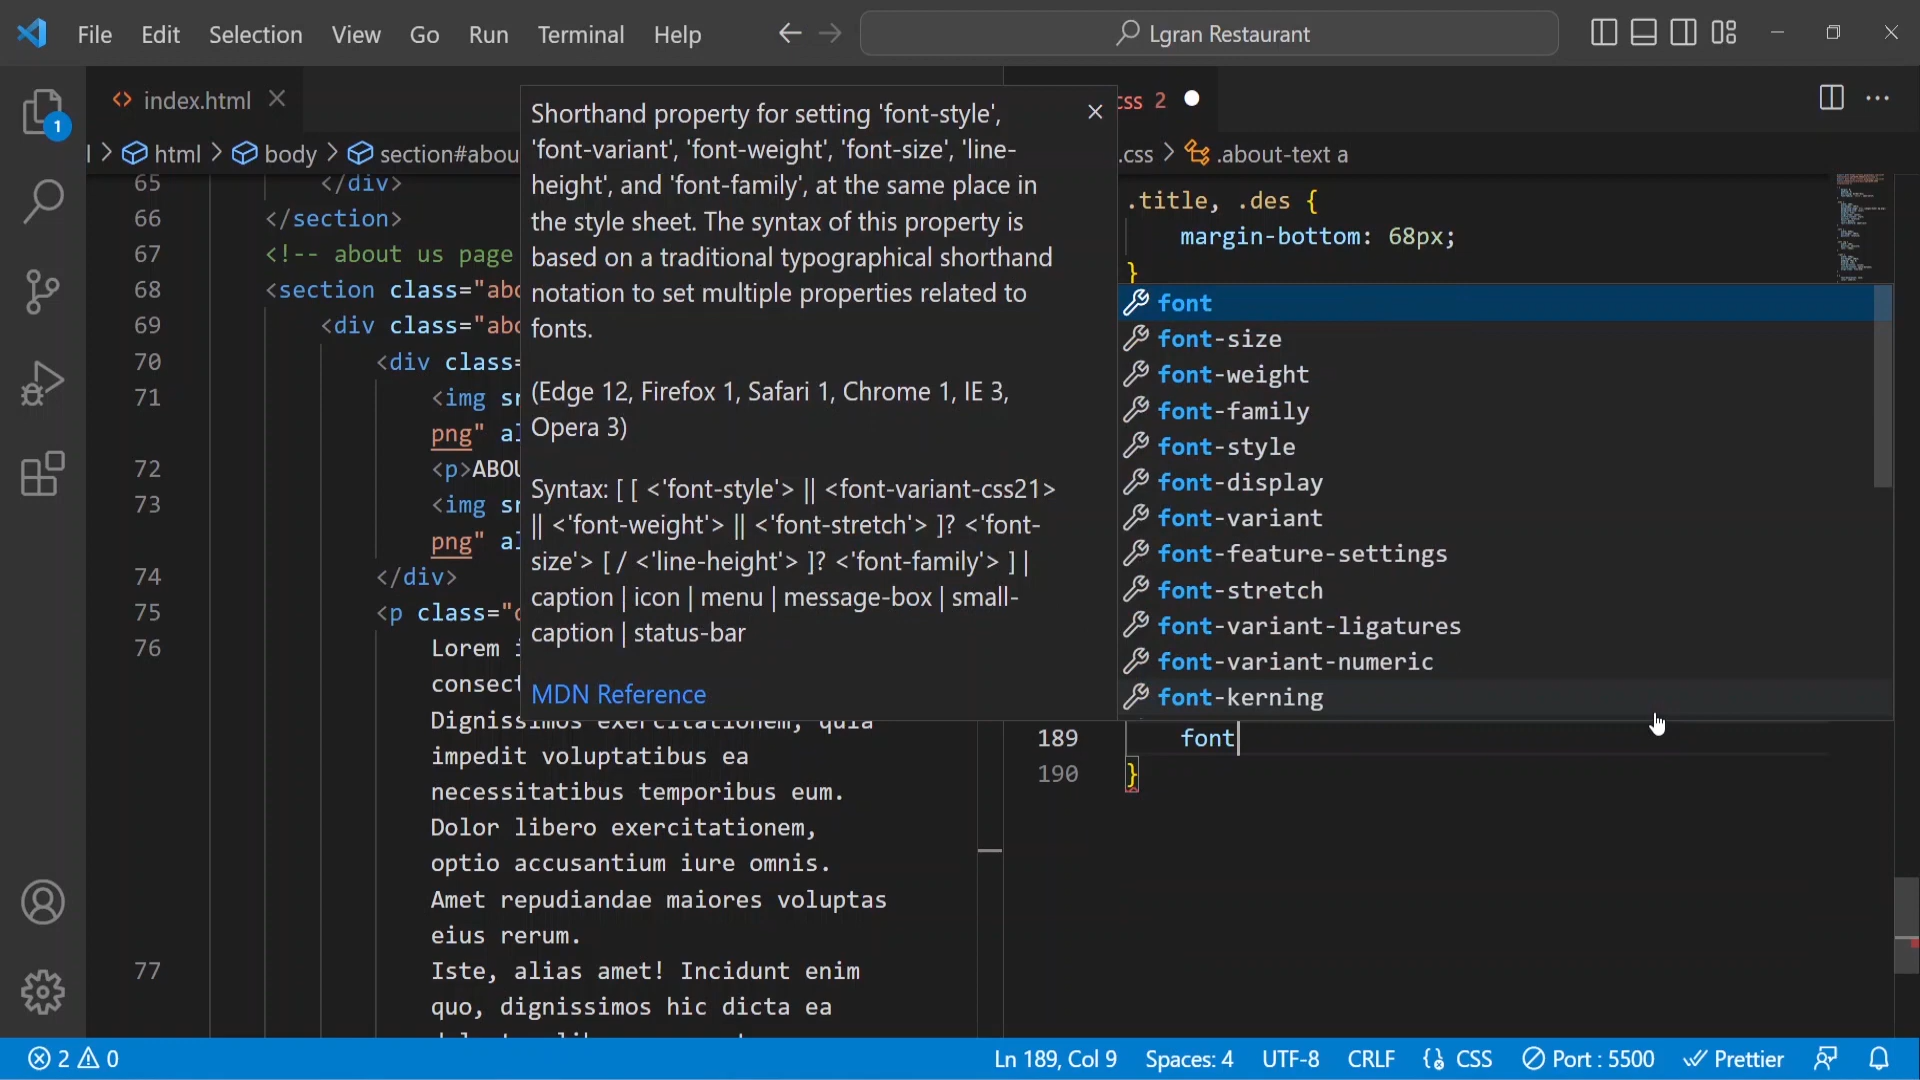 File Edit Selection View Go Run Terminal Help
Lgran Restaurant
1
index.html
html > body > section#abou
65 </div>
66 </section>
67 <!-- about us page
68 <section class="abo
69 <div class="abo
70 <div class=
71 <img sr
png" al
72 <p>ABOU
73 <img sr
png" al
74 </div>
75 <p class="d
76 Lorem i
consect
Dignissimos exercitationem, quia
impedit voluptatibus ea
necessitatibus temporibus eum.
Dolor libero exercitationem,
optio accusantium iure omnis.
Amet repudiandae maiores voluptas
eius rerum.
77 Iste, alias amet! Incidunt enim
quo, dignissimos hic dicta ea
Shorthand property for setting 'font-style',
'font-variant', 'font-weight', 'font-size', 'line-
height', and 'font-family', at the same place in
the style sheet. The syntax of this property is
based on a traditional typographical shorthand
notation to set multiple properties related to
fonts.
(Edge 12, Firefox 1, Safari 1, Chrome 1, IE 3,
Opera 3)
Syntax: [ [ <'font-style'> || <font-variant-css21>
|| <'font-weight'> || <'font-stretch'> ]? <'font-
size'> [ / <'line-height'> ]? <'font-family'> ] |
caption | icon | menu | message-box | small-
caption | status-bar
MDN Reference
css 2
.css > .about-text a
.title, .des {
margin-bottom: 68px;
}
font
font-size
font-weight
font-family
font-style
font-display
font-variant
font-feature-settings
font-stretch
font-variant-ligatures
font-variant-numeric
font-kerning
189 font
190 }
2 0
Ln 189, Col 9 Spaces: 4 UTF-8 CRLF {} CSS Port : 5500 Prettier